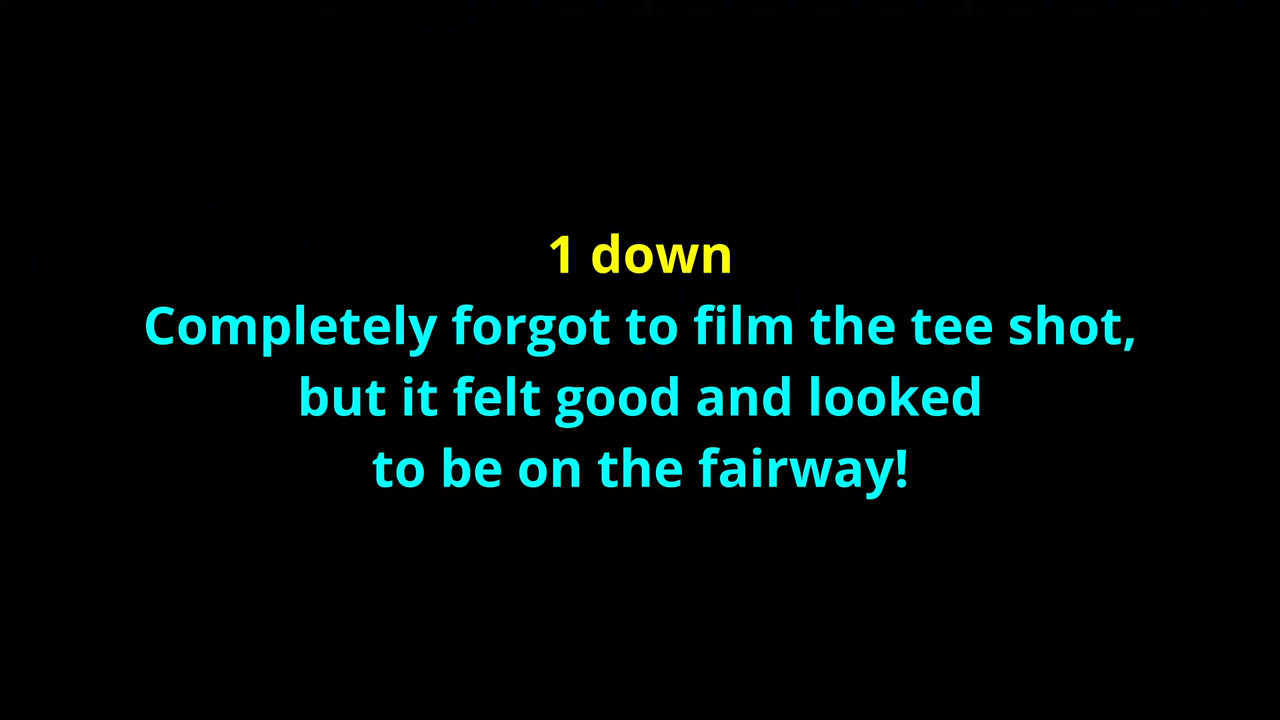 1 down
Completely forgot to film the tee shot,
but it felt good and looked
to be on the fairway!